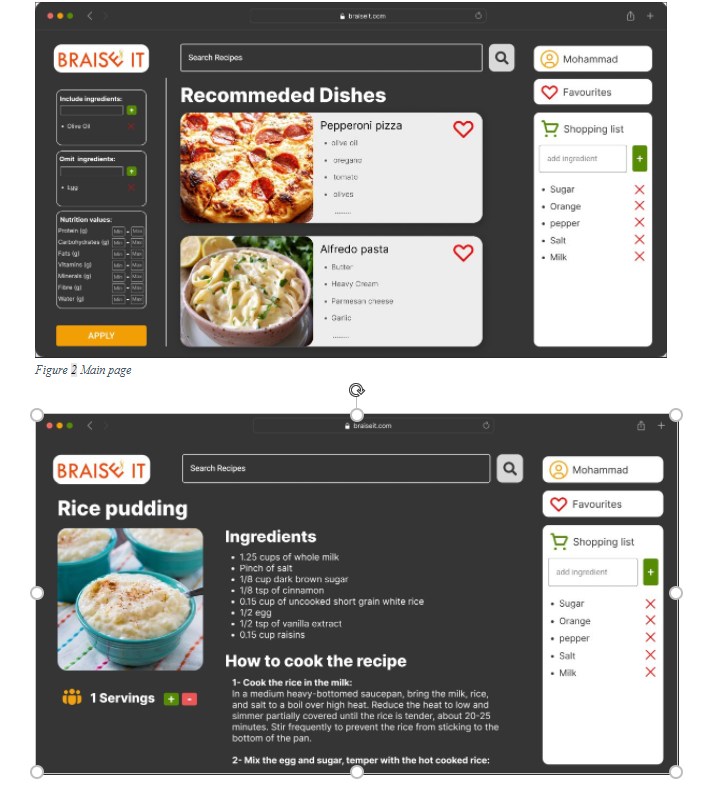 braiseit.com
BRAISE IT
Search Recipes
Mohammad
Favourites
Include ingredients:
+
• Olive Oil
Omit ingredients:
+
• Egg
Nutrition values:
Protein (g) Min - Max
Carbohydrates (g) Min - Max
Fats (g) Min - Max
Vitamins (g) Min - Max
Minerals (g) Min - Max
Fibre (g) Min - Max
Water (g) Min - Max
APPLY
Recommeded Dishes
Pepperoni pizza
• olive oil
• oregano
• tomato
• olives
........
Alfredo pasta
• Butter
• Heavy Cream
• Parmesan cheese
• Garlic
........
Shopping list
add ingredient +
• Sugar
• Orange
• pepper
• Salt
• Milk
Figure 2 Main page
braiseit.com
BRAISE IT
Search Recipes
Mohammad
Favourites
Rice pudding
1 Servings + -
Ingredients
• 1.25 cups of whole milk
• Pinch of salt
• 1/8 cup dark brown sugar
• 1/8 tsp of cinnamon
• 0.15 cup of uncooked short grain white rice
• 1/2 egg
• 1/2 tsp of vanilla extract
• 0.15 cup raisins
How to cook the recipe
1- Cook the rice in the milk:
In a medium heavy-bottomed saucepan, bring the milk, rice,
and salt to a boil over high heat. Reduce the heat to low and
simmer partially covered until the rice is tender, about 20-25
minutes. Stir frequently to prevent the rice from sticking to the
bottom of the pan.
2- Mix the egg and sugar, temper with the hot cooked rice:
Shopping list
add ingredient +
• Sugar
• Orange
• pepper
• Salt
• Milk